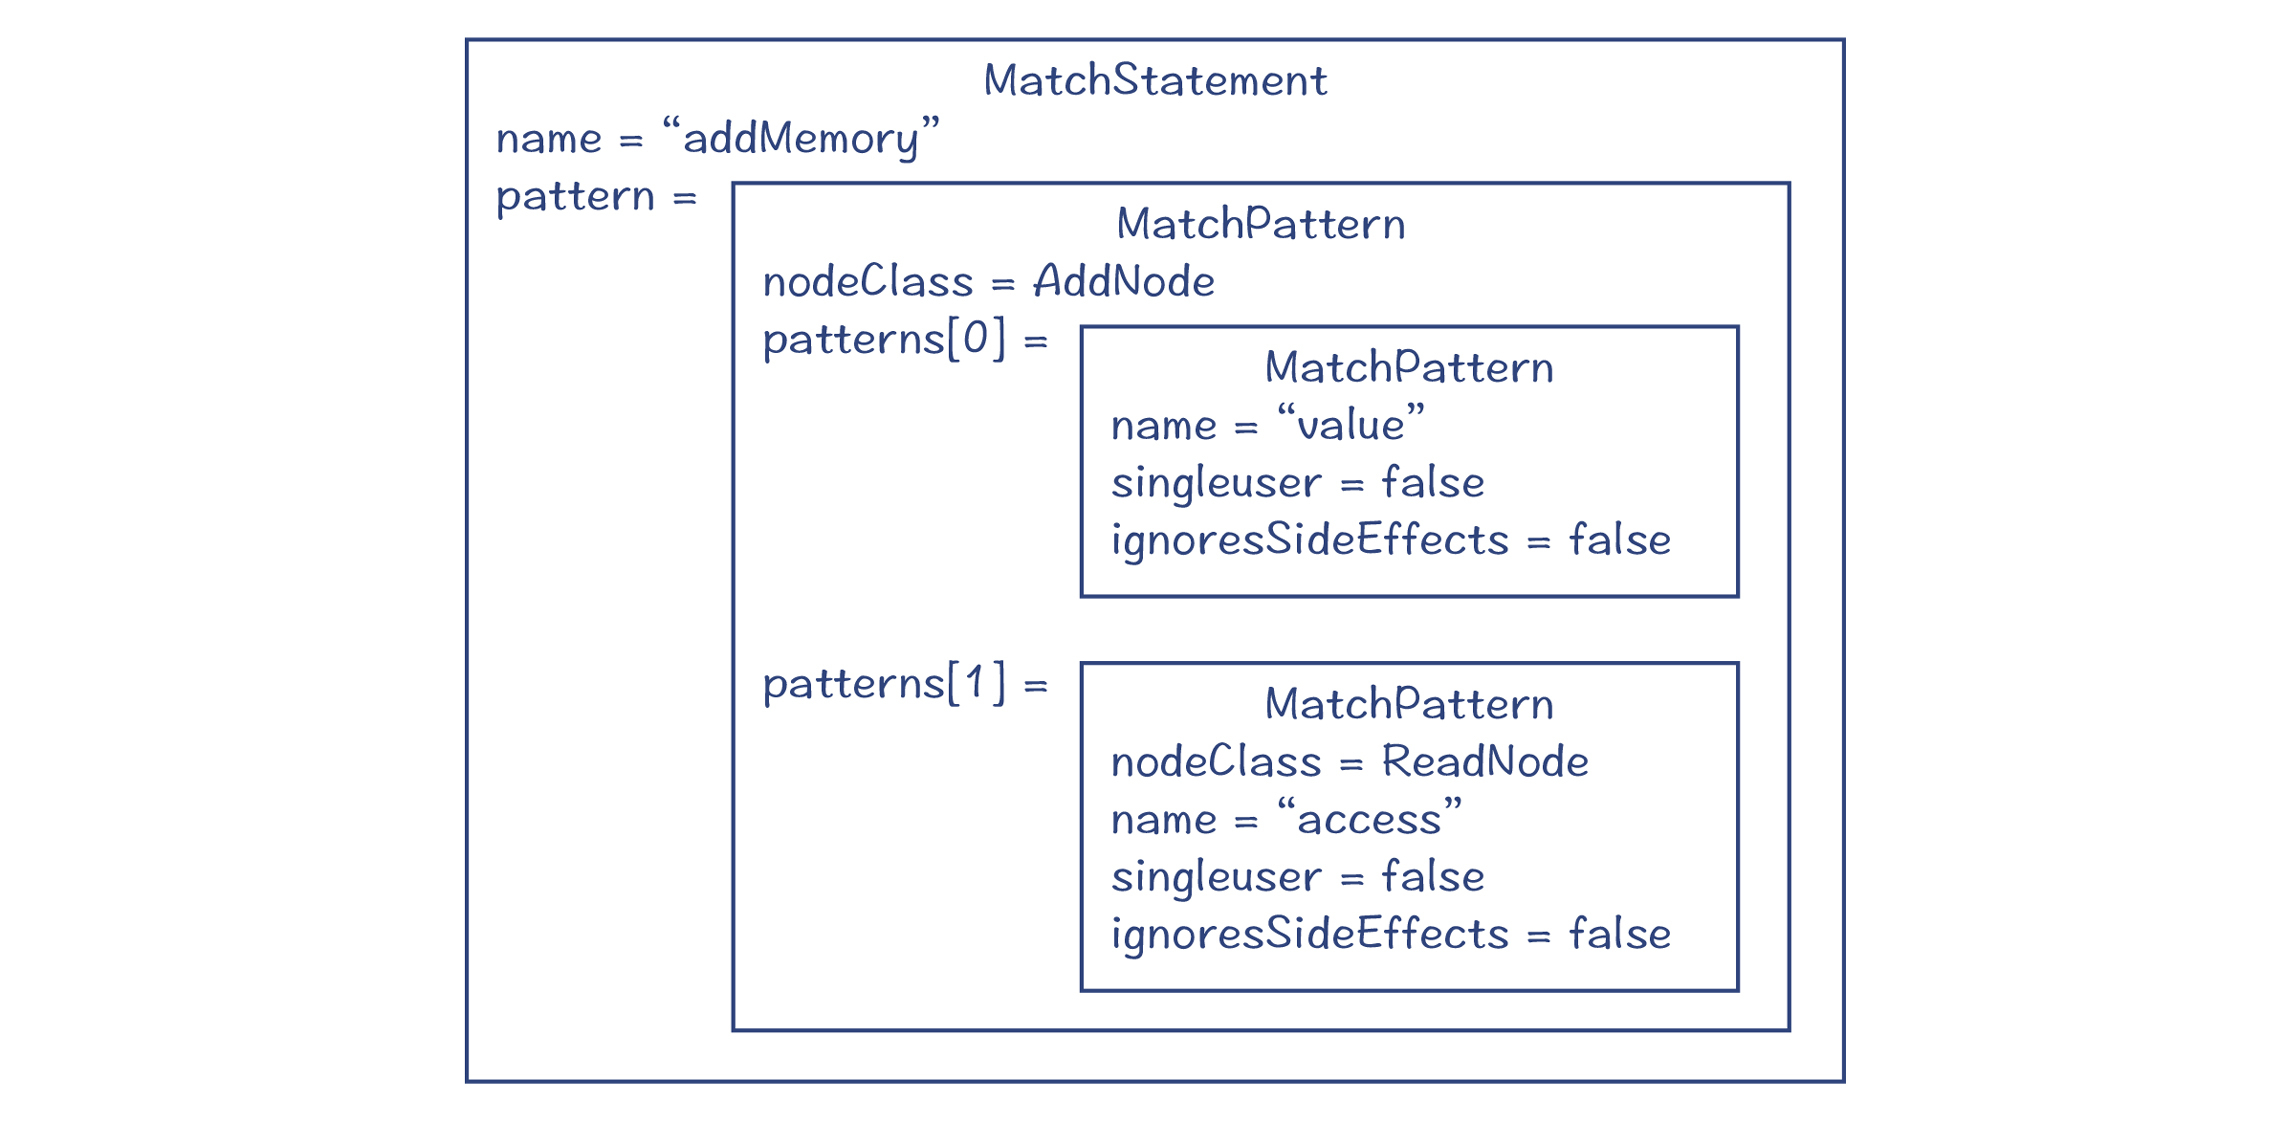 MatchStatement
name = “addMemory”
pattern =
MatchPattern
nodeClass = AddNode
patterns[0] =
MatchPattern
name = “value”
singleuser = false
ignoresSideEffects = false
patterns[1] =
MatchPattern
nodeClass = ReadNode
name = “access”
singleuser = false
ignoresSideEffects = false